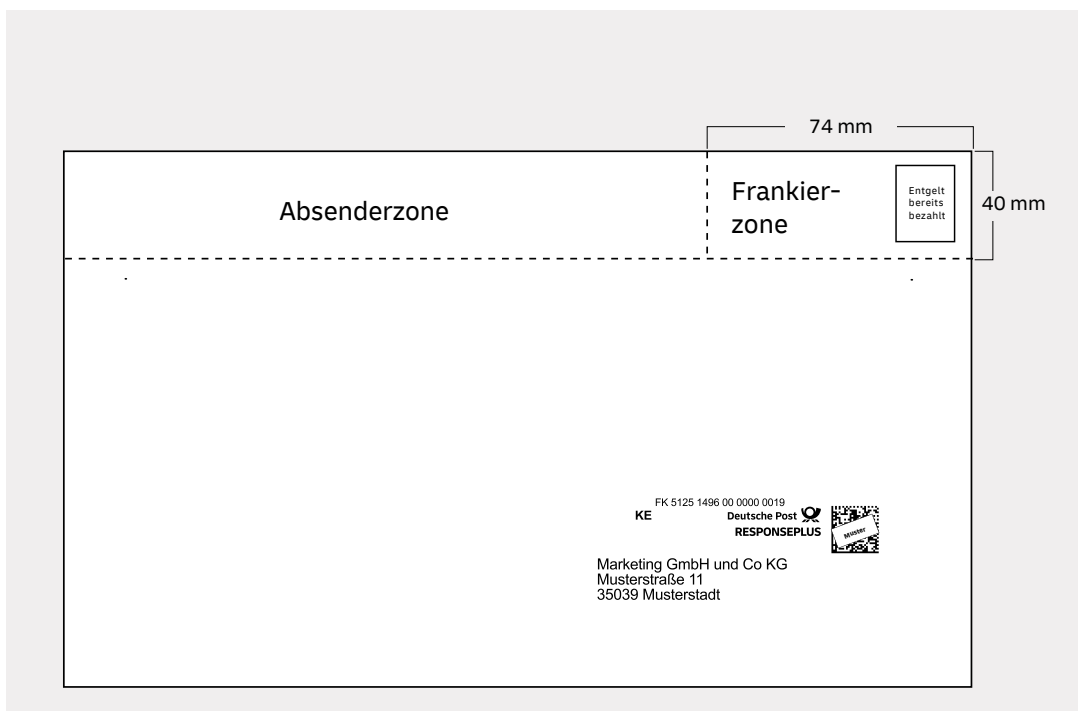 74 mm
Absenderzone
Frankier-
zone
Entgelt
bereits
bezahlt
40 mm
FK 5125 1496 00 0000 0019
KE
Deutsche Post
RESPONSEPLUS
Muster
Marketing GmbH und Co KG
Musterstraße 11
35039 Musterstadt